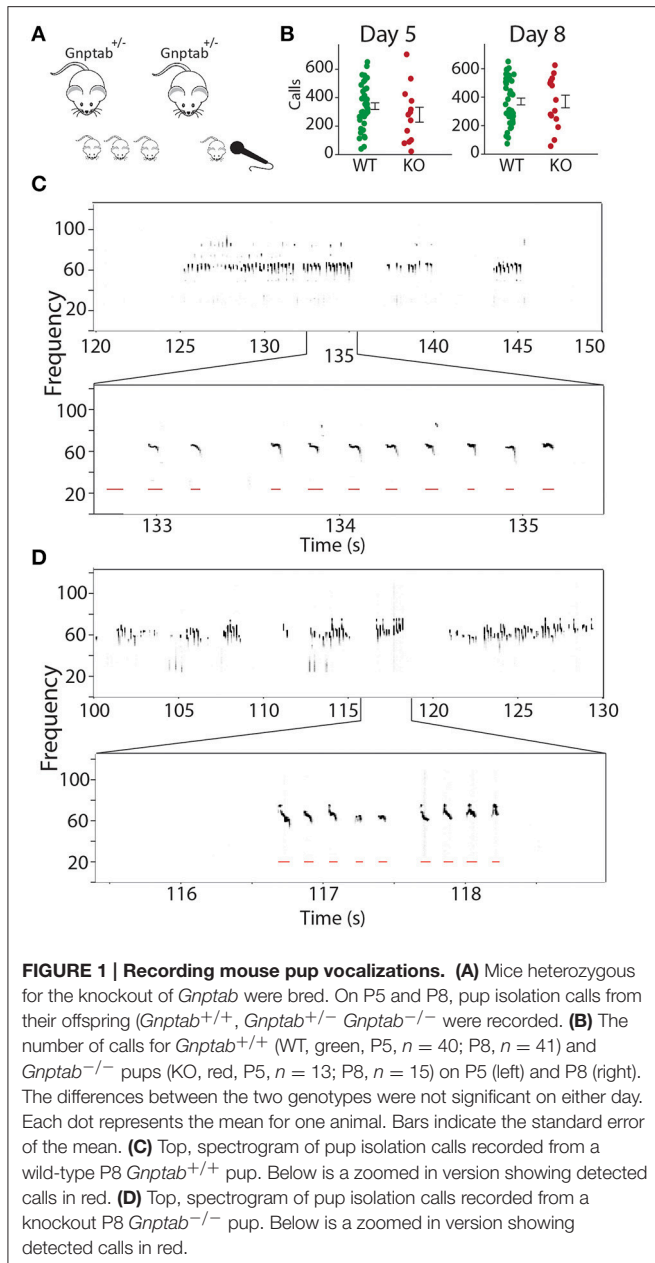 A
Gnptab+/- Gnptab+/-
B
Day 5 Day 8
Calls
600 600
400 400
200 200
0 0
WT KO WT KO
C
Frequency
100
60
20
120 125 130 135 140 145 150
100
60
20
133 134 135
Time (s)
D
Frequency
100
60
20
100 105 110 115 120 125 130
100
60
20
116 117 118
Time (s)
FIGURE 1 | Recording mouse pup vocalizations. (A) Mice heterozygous
for the knockout of Gnptab were bred. On P5 and P8, pup isolation calls from
their offspring (Gnptab+/+, Gnptab+/− Gnptab−/− were recorded. (B) The
number of calls for Gnptab+/+ (WT, green, P5, n = 40; P8, n = 41) and
Gnptab−/− pups (KO, red, P5, n = 13; P8, n = 15) on P5 (left) and P8 (right).
The differences between the two genotypes were not significant on either day.
Each dot represents the mean for one animal. Bars indicate the standard error
of the mean. (C) Top, spectrogram of pup isolation calls recorded from a
wild-type P8 Gnptab+/+ pup. Below is a zoomed in version showing detected
calls in red. (D) Top, spectrogram of pup isolation calls recorded from a
knockout P8 Gnptab−/− pup. Below is a zoomed in version showing
detected calls in red.